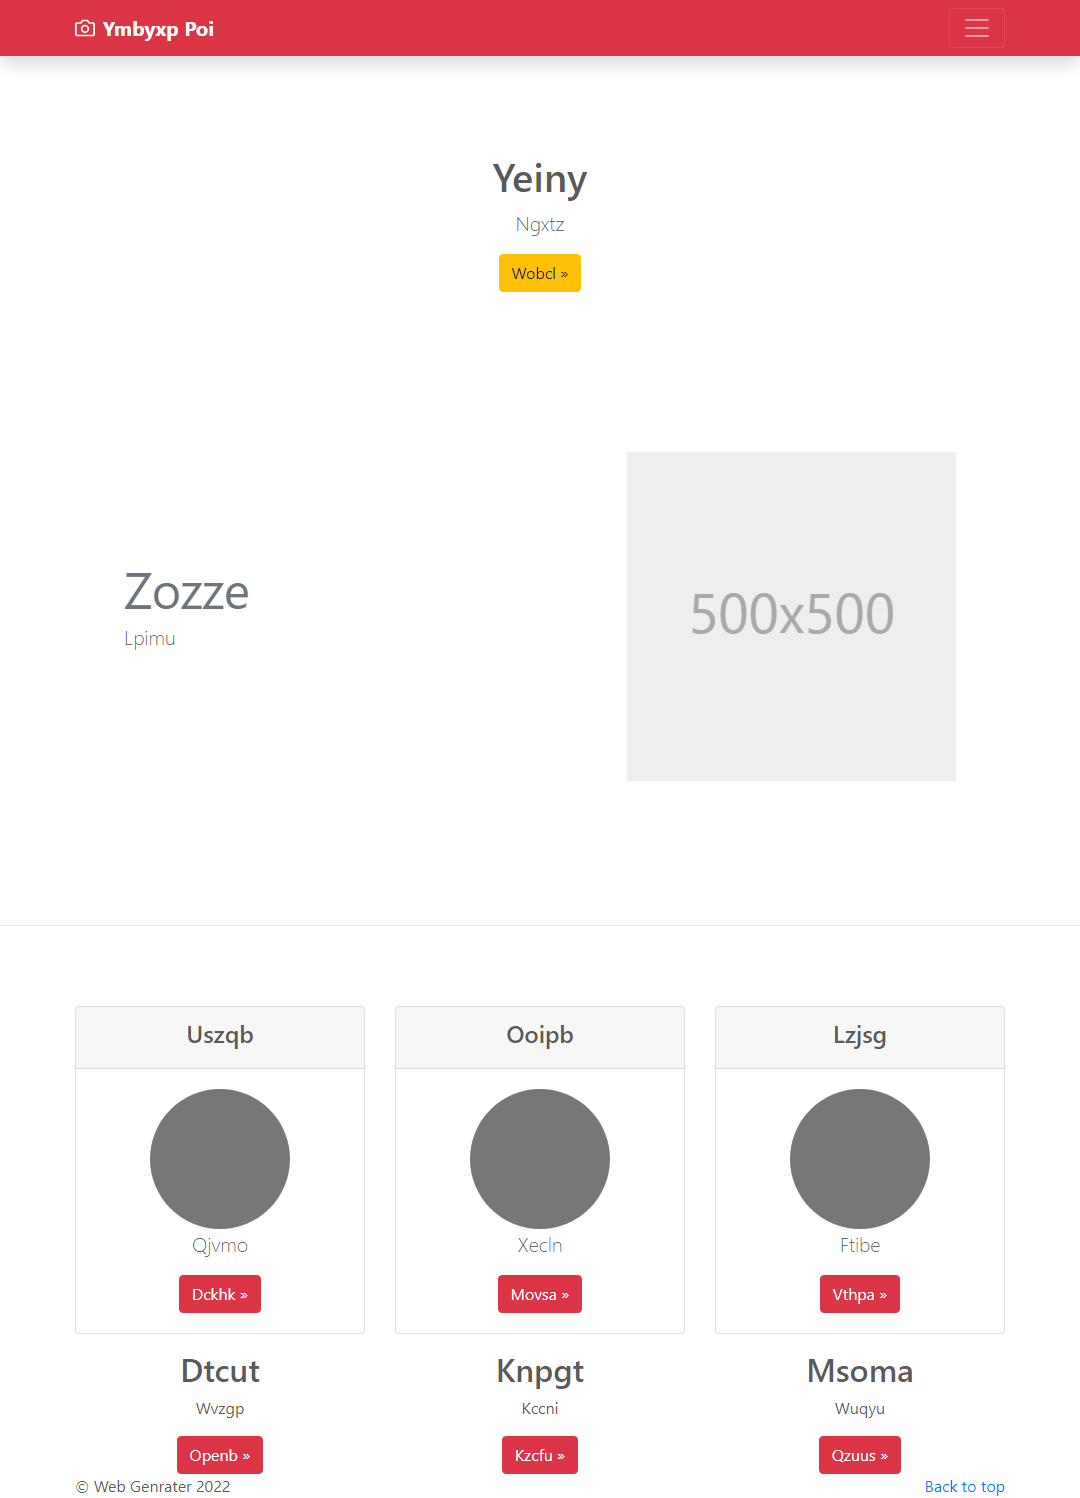 Ymbyxp Poi
Yeiny
Ngxtz
Wobcl »
Zozze
Lpimu
500x500
Uszqb
Qjvmo
Dckhk »
Ooipb
Xecln
Movsa »
Lzjsg
Ftibe
Vthpa »
Dtcut
Wvzgp
Openb »
Knpgt
Kccni
Kzcfu »
Msoma
Wuqyu
Qzuus »
© Web Genrater 2022
Back to top